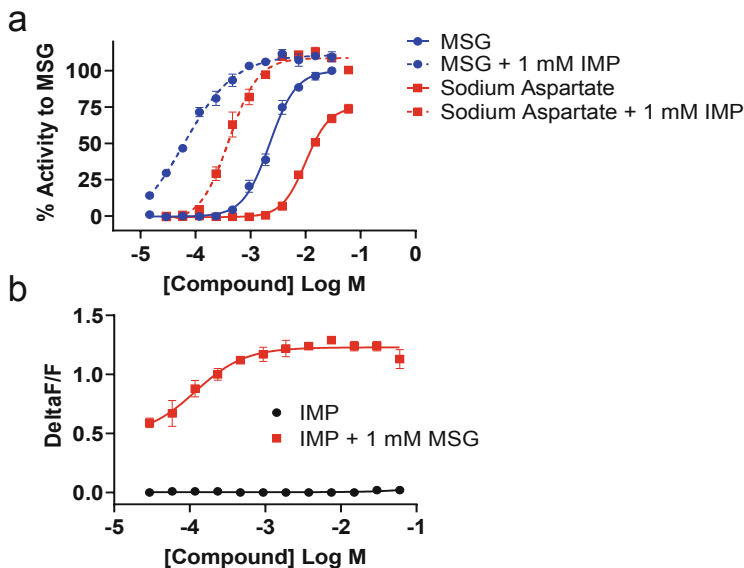 a
% Activity to MSG
100
75
50
25
0
-5 -4 -3 -2 -1 0
[Compound] Log M
MSG
MSG + 1 mM IMP
Sodium Aspartate
Sodium Aspartate + 1 mM IMP
b
DeltaF/F
1.5
1.0
0.5
0.0
-5 -4 -3 -2 -1
[Compound] Log M
IMP
IMP + 1 mM MSG